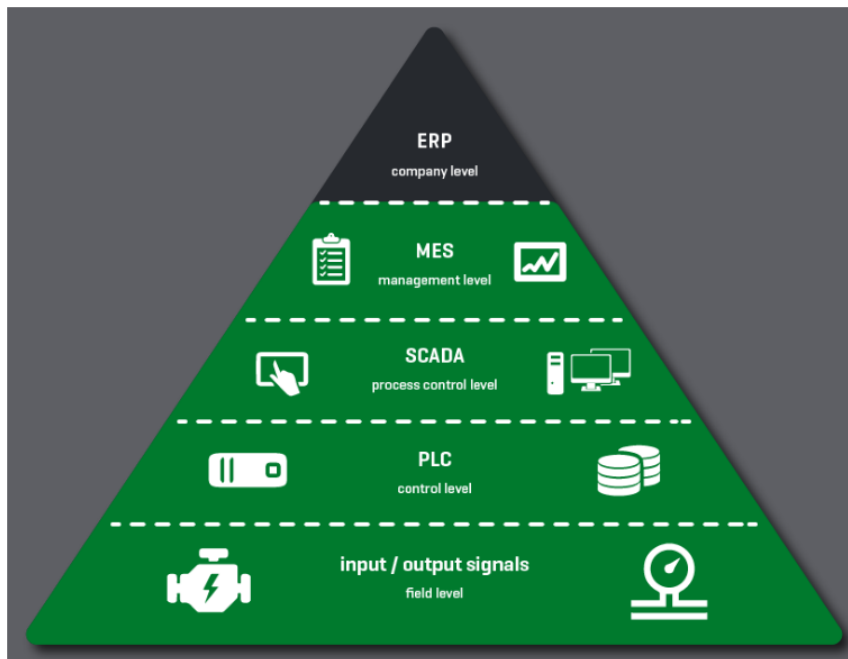 ERP
company level
MES
management level
SCADA
process control level
PLC
control level
input / output signals
field level